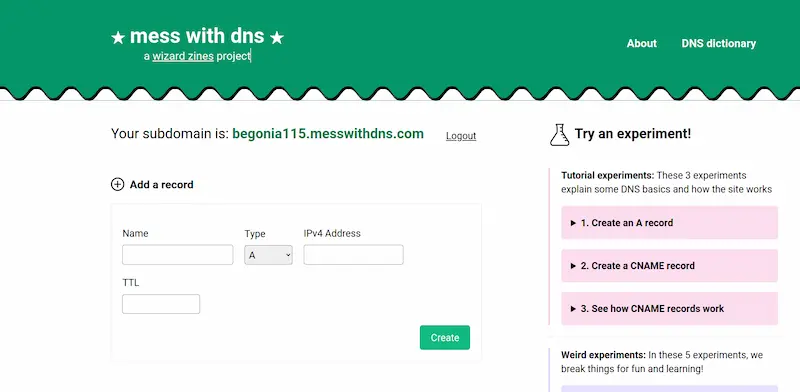 ★ mess with dns ★
a wizard zines project
About
DNS dictionary
Your subdomain is: begonia115.messwithdns.com
Logout
Add a record
Name
Type
IPv4 Address
A
TTL
Create
Try an experiment!
Tutorial experiments: These 3 experiments
explain some DNS basics and how the site works
▶ 1. Create an A record
▶ 2. Create a CNAME record
▶ 3. See how CNAME records work
Weird experiments: In these 5 experiments, we
break things for fun and learning!